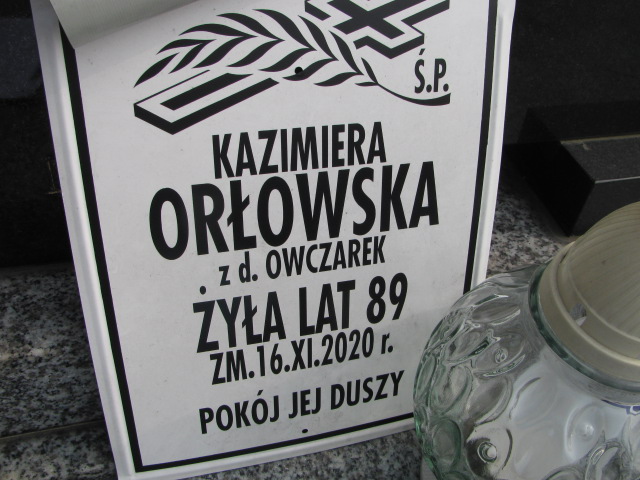 Ś.P.
KAZIMIERA
ORŁOWSKA
. z d. OWCZAREK
ŻYŁA LAT 89
ZM.16.XI.2020 r.
POKÓJ JEJ DUSZY